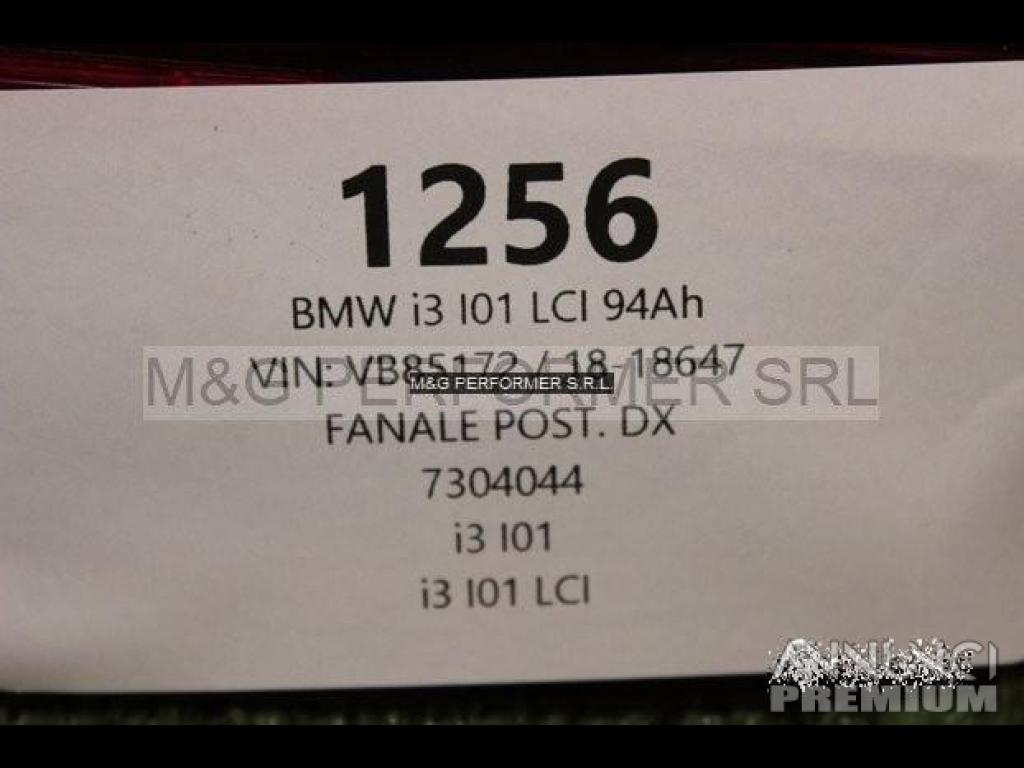 1256
BMW i3 I01 LCI 94Ah
VIN: VB85172 / 18-18647
M&G PERFORMER SRL
M&G PERFORMER S.R.L.
FANALE POST. DX
7304044
i3 I01
i3 I01 LCI
ANNUNCI
PREMIUM